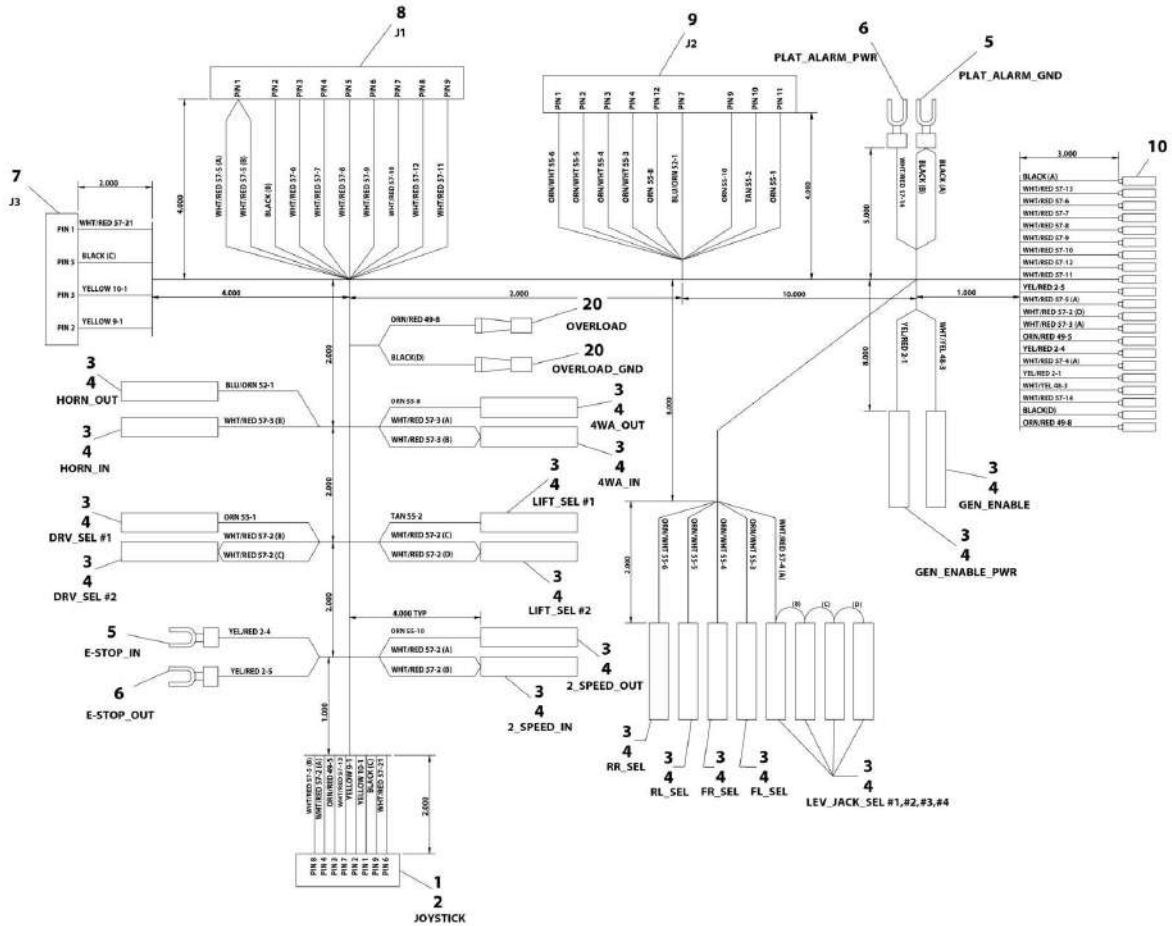 8
J1
PIN 1
PIN 2
PIN 3
PIN 4
PIN 5
PIN 6
PIN 7
PIN 8
PIN 9
WHT/RED 57-5 (A)
WHT/RED 57-5 (B)
BLACK (B)
WHT/RED 57-6
WHT/RED 57-7
WHT/RED 57-8
WHT/RED 57-9
WHT/RED 57-10
WHT/RED 57-12
WHT/RED 57-11
4.000
9
J2
PIN 1
PIN 2
PIN 3
PIN 4
PIN 12
PIN 7
PIN 9
PIN 10
PIN 11
ORN/WHT 55-6
ORN/WHT 55-5
ORN/WHT 55-4
ORN/WHT 55-3
ORN 55-8
BLU/ORN 52-1
ORN 55-10
TAN 55-2
ORN 55-1
4.000
6
PLAT_ALARM_PWR
5
PLAT_ALARM_GND
WHT/RED 57-14
BLACK (B)
BLACK (A)
5.000
3.000
10
BLACK (A)
WHT/RED 57-13
WHT/RED 57-6
WHT/RED 57-7
WHT/RED 57-8
WHT/RED 57-9
WHT/RED 57-10
WHT/RED 57-12
WHT/RED 57-11
YEL/RED 2-5
WHT/RED 57-5 (A)
WHT/RED 57-2 (D)
WHT/RED 57-3 (A)
ORN/RED 49-5
YEL/RED 2-4
WHT/RED 57-4 (A)
YEL/RED 2-1
WHT/YEL 48-3
WHT/RED 57-14
BLACK(D)
ORN/RED 49-8
7
J3
2.000
PIN 1
WHT/RED 57-21
PIN 5
BLACK (C)
PIN 3
YELLOW 10-1
PIN 2
YELLOW 9-1
4.000
10.000
1.000
2.000
ORN/RED 49-8
20
OVERLOAD
BLACK(D)
20
OVERLOAD_GND
3
4
HORN_OUT
BLU/ORN 52-1
3
4
HORN_IN
WHT/RED 57-3 (B)
ORN 55-8
WHT/RED 57-3 (A)
WHT/RED 57-3 (B)
3
4
4WA_OUT
3
4
4WA_IN
2.000
3
4
DRV_SEL #1
ORN 55-1
3
4
DRV_SEL #2
WHT/RED 57-2 (B)
WHT/RED 57-2 (C)
TAN 55-2
WHT/RED 57-2 (C)
WHT/RED 57-2 (D)
3
4
LIFT_SEL #1
3
4
LIFT_SEL #2
2.000
4.000 TYP
5
E-STOP_IN
YEL/RED 2-4
6
E-STOP_OUT
YEL/RED 2-5
ORN 55-10
WHT/RED 57-2 (A)
WHT/RED 57-2 (B)
3
4
2_SPEED_OUT
3
4
2_SPEED_IN
1.000
WHT/RED 57-5 (B)
WHT/RED 57-2 (A)
ORN/RED 49-5
WHT/RED 57-13
YELLOW 9-1
YELLOW 10-1
BLACK (C)
WHT/RED 57-21
2.000
PIN 8
PIN 4
PIN 3
PIN 7
PIN 2
PIN 1
PIN 9
PIN 6
1
2
JOYSTICK
2.000
ORN/WHT 55-6
ORN/WHT 55-5
ORN/WHT 55-4
ORN/WHT 55-3
WHT/RED 57-4 (A)
(B)
(C)
(D)
3
4
RR_SEL
3
4
RL_SEL
3
4
FR_SEL
3
4
FL_SEL
3
4
LEV_JACK_SEL #1,#2,#3,#4
8.000
YEL/RED 2-1
WHT/YEL 48-3
3
4
GEN_ENABLE
3
4
GEN_ENABLE_PWR